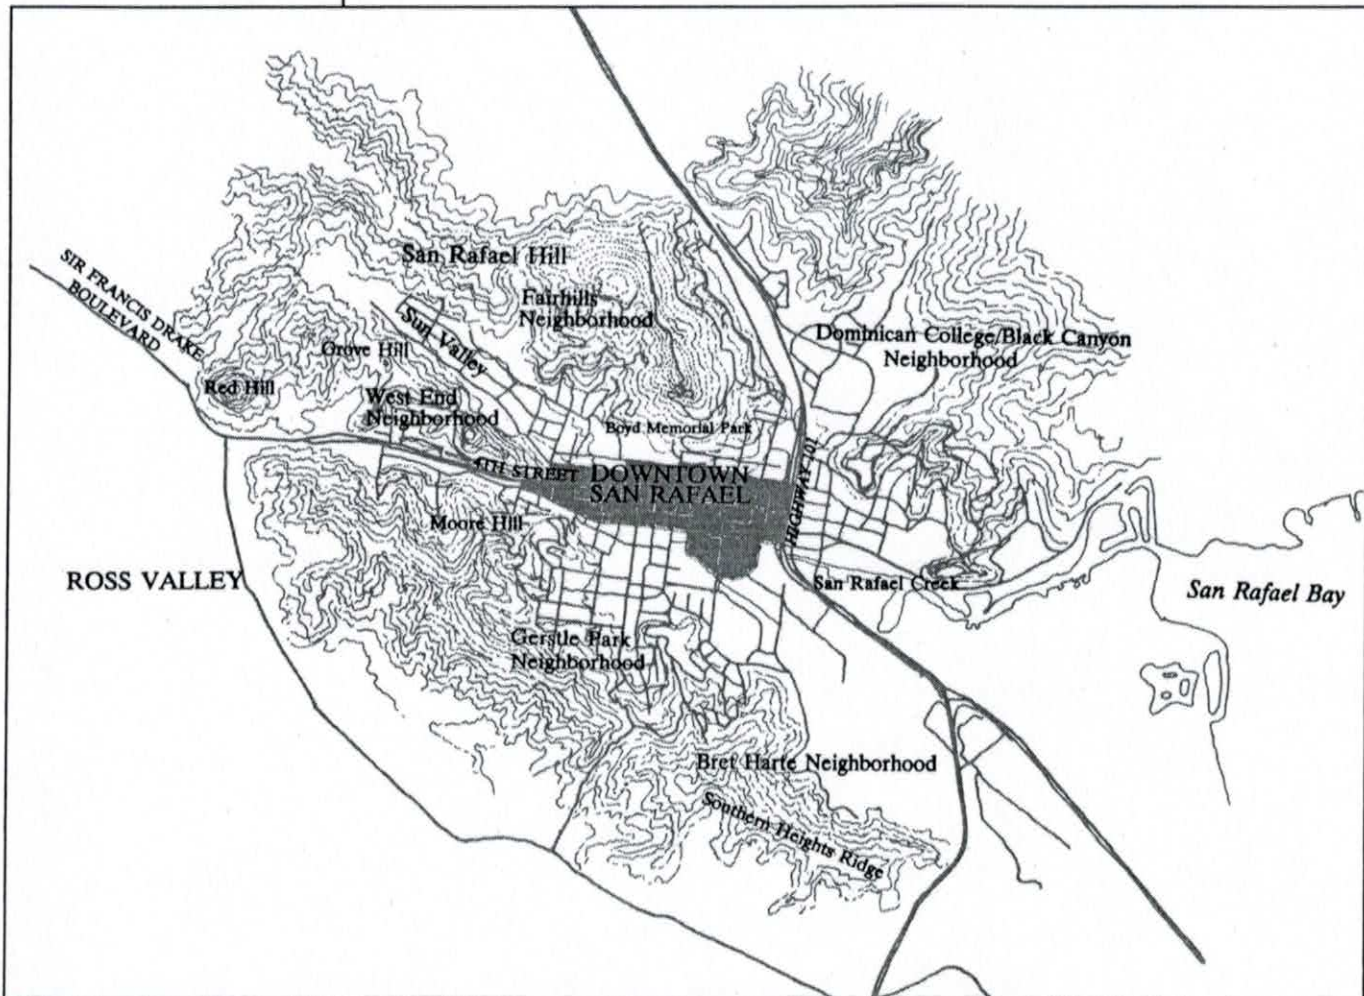 San Rafael Hill
SIR FRANCIS DRAKE
BOULEVARD
Fairhills
Neighborhood
Sun Valley
Dominican College/Black Canyon
Neighborhood
Grove Hill
Red Hill
West End
Neighborhood
Boyd Memorial Park
HIGHWAY 101
4TH STREET
DOWNTOWN
SAN RAFAEL
Moore Hill
ROSS VALLEY
San Rafael Creek
San Rafael Bay
Gerstle Park
Neighborhood
Bret Harte Neighborhood
Southern Heights Ridge